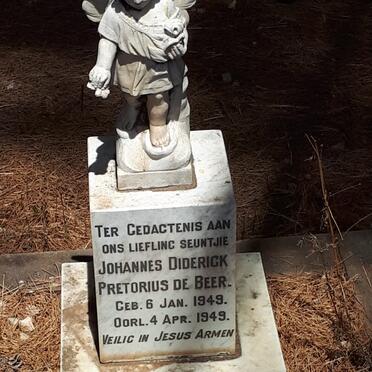 TER GEDACTENIS AAN
ONS LIEFLING SEUNTJIE
JOHANNES DIDERICK
PRETORIUS DE BEER.
GEB. 6 JAN. 1949.
OORL. 4 APR. 1949.
VEILIG IN JESUS ARMEN